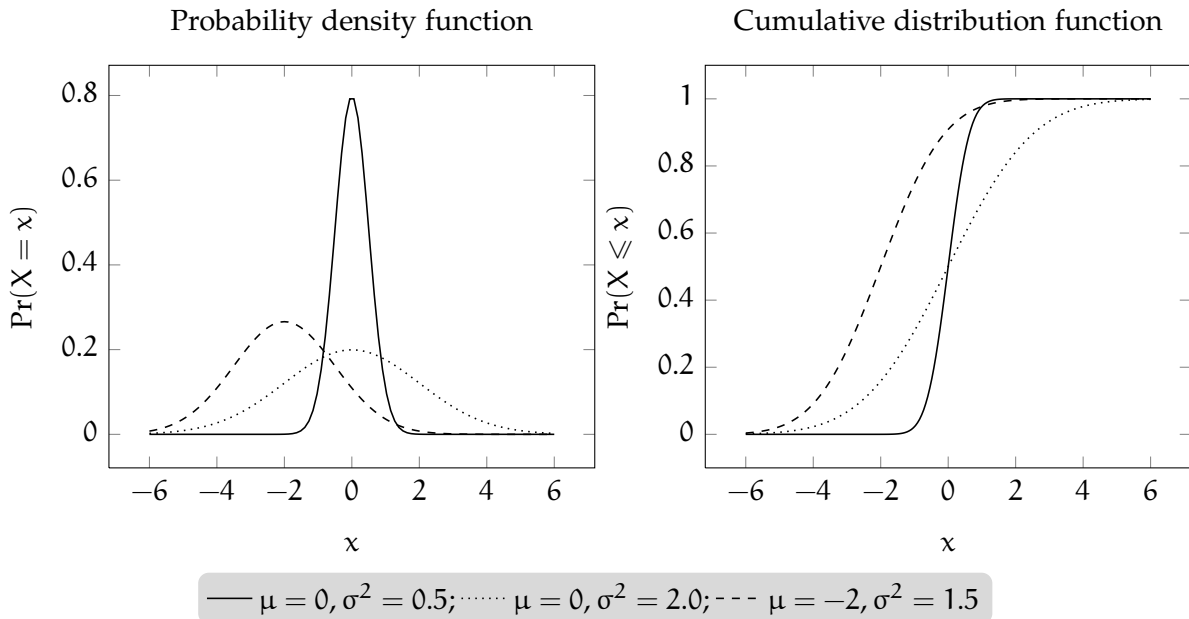 Probability density function
Cumulative distribution function
0.8
0.6
0.4
0.2
0
Pr(X = x)
−6 −4 −2 0 2 4 6
x
1
0.8
0.6
0.4
0.2
0
Pr(X ⩽ x)
−6 −4 −2 0 2 4 6
x
μ = 0, σ² = 0.5; μ = 0, σ² = 2.0; μ = −2, σ² = 1.5